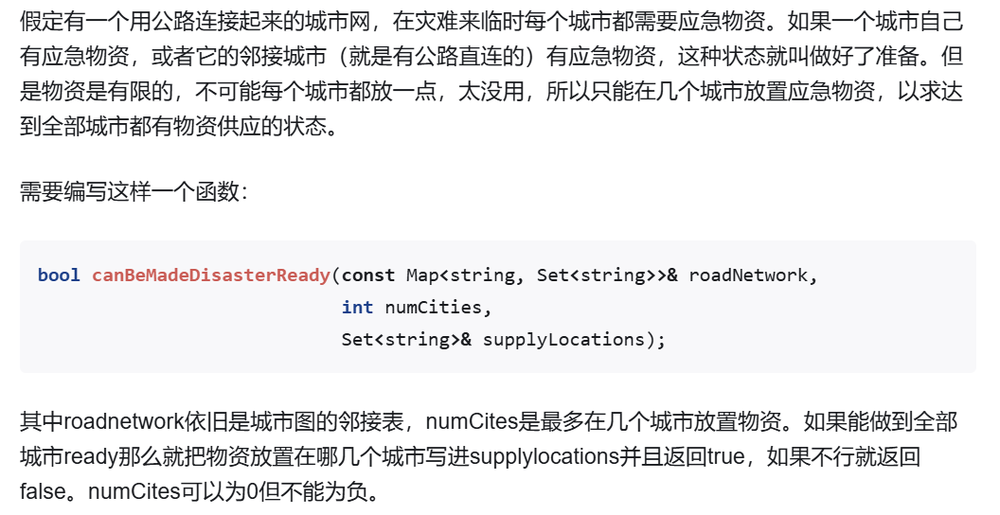 假定有一个用公路连接起来的城市网，在灾难来临时每个城市都需要应急物资。如果一个城市自己
有应急物资，或者它的邻接城市（就是有公路直连的）有应急物资，这种状态就叫做好了准备。但
是物资是有限的，不可能每个城市都放一点，太没用，所以只能在几个城市放置应急物资，以求达
到全部城市都有物资供应的状态。
需要编写这样一个函数：
bool canBeMadeDisasterReady(const Map<string, Set<string>>& roadNetwork,
int numCities,
Set<string>& supplyLocations);
其中roadnetwork依旧是城市图的邻接表，numCites是最多在几个城市放置物资。如果能做到全部
城市ready那么就把物资放置在哪几个城市写进supplylocations并且返回true，如果不行就返回
false。numCites可以为0但不能为负。